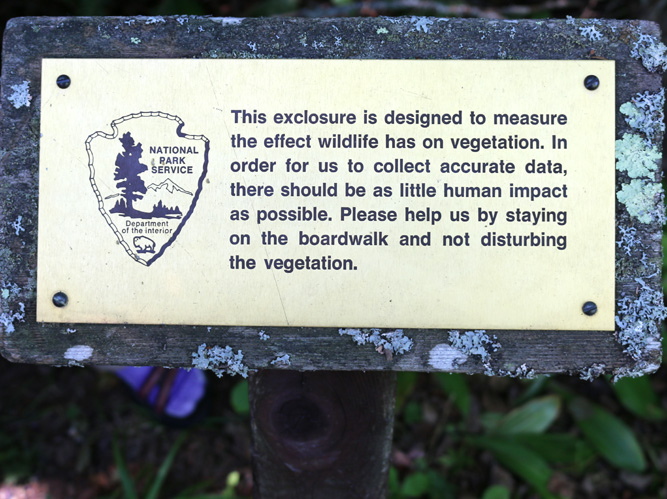 NATIONAL
PARK
SERVICE
Department
of the Interior
This exclosure is designed to measure
the effect wildlife has on vegetation. In
order for us to collect accurate data,
there should be as little human impact
as possible. Please help us by staying
on the boardwalk and not disturbing
the vegetation.